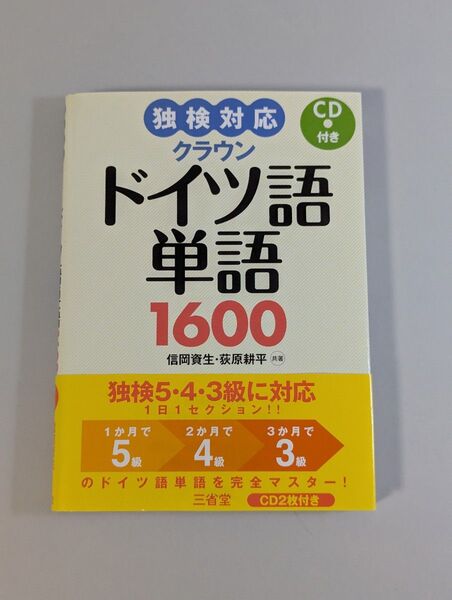 独検対応
CD
付き
クラウン
ドイツ語
単語
1600
信岡資生・荻原耕平 共著
独検5・4・3級に対応
1日1セクション!!
1か月で 2か月で 3か月で
5級 4級 3級
のドイツ語単語を完全マスター!
三省堂 CD2枚付き